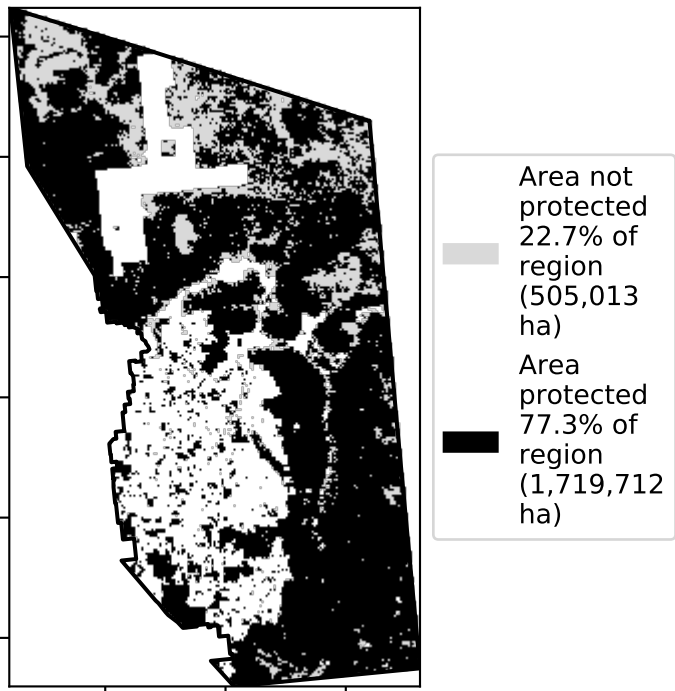 Area not
protected
22.7% of
region
(505,013
ha)
Area
protected
77.3% of
region
(1,719,712
ha)